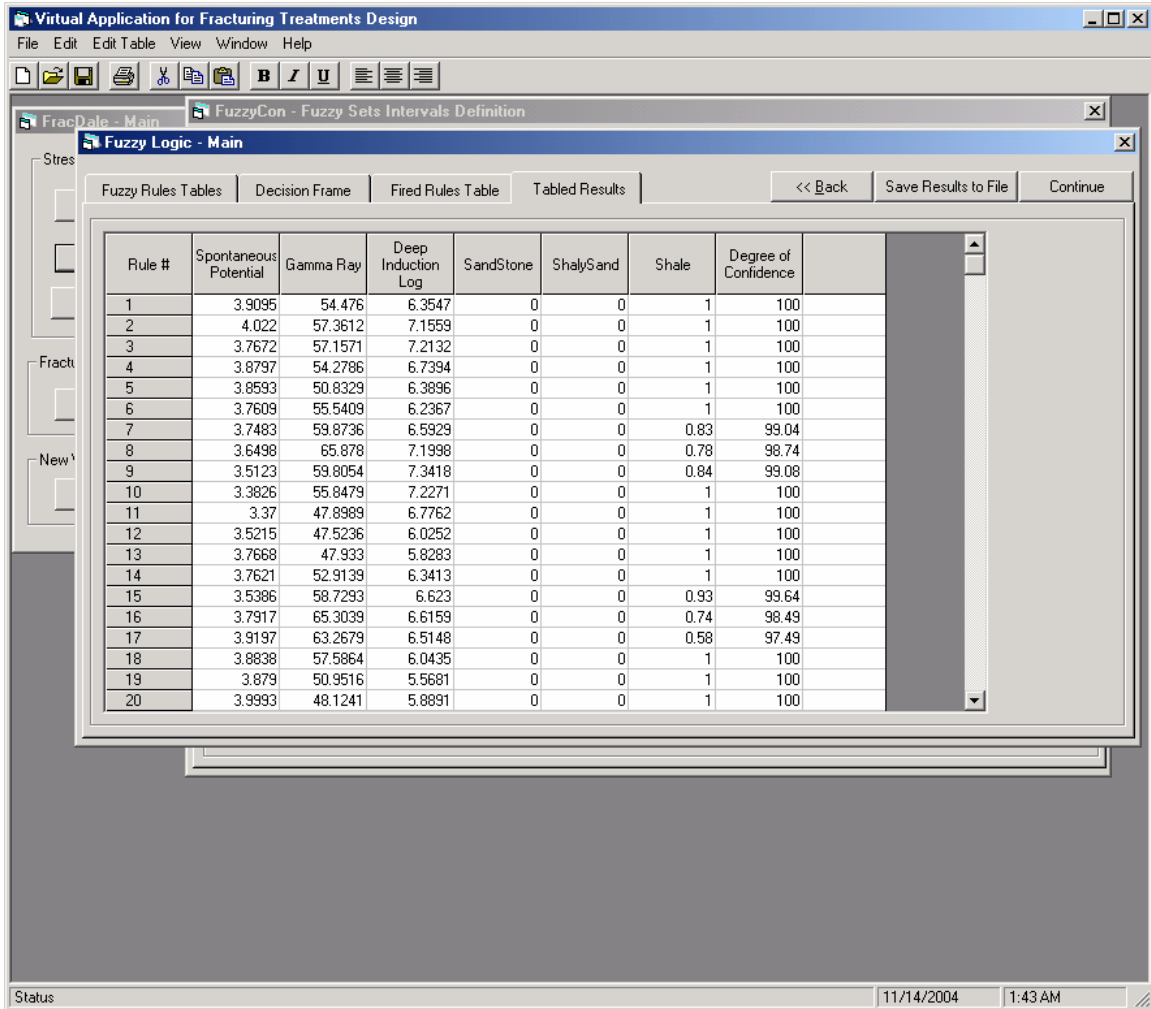 Virtual Application for Fracturing Treatments Design
File Edit Edit Table View Window Help
B I U
FracDale - Main
FuzzyCon - Fuzzy Sets Intervals Definition
Fuzzy Logic - Main
Stres
Fractu
New
Fuzzy Rules Tables Decision Frame Fired Rules Table Tabled Results << Back Save Results to File Continue
Rule # Spontaneous Potential Gamma Ray Deep Induction Log SandStone ShalySand Shale Degree of Confidence
1 3.9095 54.476 6.3547 0 0 1 100
2 4.022 57.3612 7.1559 0 0 1 100
3 3.7672 57.1571 7.2132 0 0 1 100
4 3.8797 54.2786 6.7394 0 0 1 100
5 3.8593 50.8329 6.3896 0 0 1 100
6 3.7609 55.5409 6.2367 0 0 1 100
7 3.7483 59.8736 6.5929 0 0 0.83 99.04
8 3.6498 65.878 7.1998 0 0 0.78 98.74
9 3.5123 59.8054 7.3418 0 0 0.84 99.08
10 3.3826 55.8479 7.2271 0 0 1 100
11 3.37 47.8989 6.7762 0 0 1 100
12 3.5215 47.5236 6.0252 0 0 1 100
13 3.7668 47.933 5.8283 0 0 1 100
14 3.7621 52.9139 6.3413 0 0 1 100
15 3.5386 58.7293 6.623 0 0 0.93 99.64
16 3.7917 65.3039 6.6159 0 0 0.74 98.49
17 3.9197 63.2679 6.5148 0 0 0.58 97.49
18 3.8838 57.5864 6.0435 0 0 1 100
19 3.879 50.9516 5.5681 0 0 1 100
20 3.9993 48.1241 5.8891 0 0 1 100
Status 11/14/2004 1:43 AM